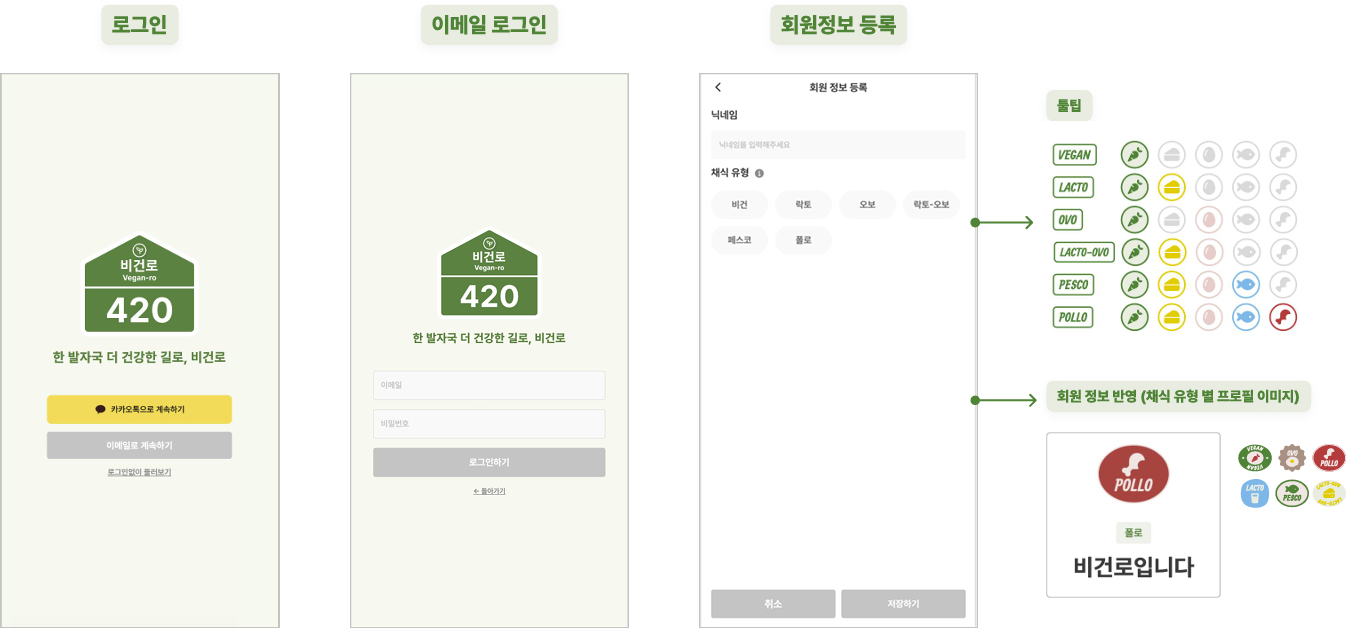 로그인
비건로
Vegan-ro
420
한 발자국 더 건강한 길로, 비건로
카카오톡으로 계속하기
이메일로 계속하기
로그인없이 둘러보기
이메일 로그인
비건로
Vegan-ro
420
한 발자국 더 건강한 길로, 비건로
이메일
비밀번호
로그인하기
← 돌아가기
회원정보 등록
회원 정보 등록
닉네임
닉네임을 입력해주세요
채식 유형
비건 락토 오보 락토-오보
페스코 폴로
취소 저장하기
툴팁
VEGAN
LACTO
OVO
LACTO-OVO
PESCO
POLLO
회원 정보 반영 (채식 유형 별 프로필 이미지)
POLLO
폴로
비건로입니다
VEGAN VEGAN OVO POLLO
LACTO PESCO LACTO-OVO LACTO-OVO